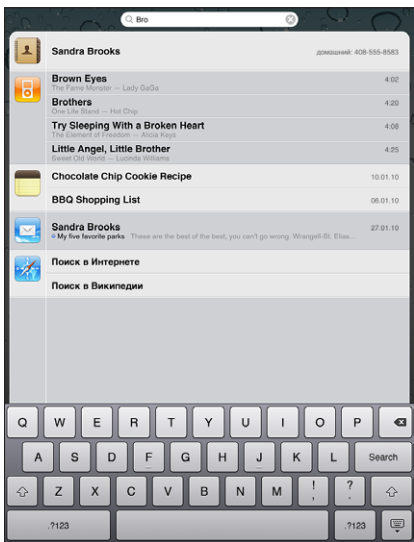 Bro
Sandra Brooks домашний: 408-555-8583
Brown Eyes 4:02
The Fame Monster — Lady GaGa
Brothers 4:20
One Life Stand — Hot Chip
Try Sleeping With a Broken Heart 4:08
The Element of Freedom — Alicia Keys
Little Angel, Little Brother 4:25
Sweet Old World — Lucinda Williams
Chocolate Chip Cookie Recipe 10.01.10
BBQ Shopping List 06.01.10
Sandra Brooks 27.01.10
My five favorite parks These are the best of the best, you can't go wrong. Wrangell-St. Elias,...
Поиск в Интернете
Поиск в Википедии
Q W E R T Y U I O P
A S D F G H J K L Search
Z X C V B N M ! , ? .
.?123 .?123